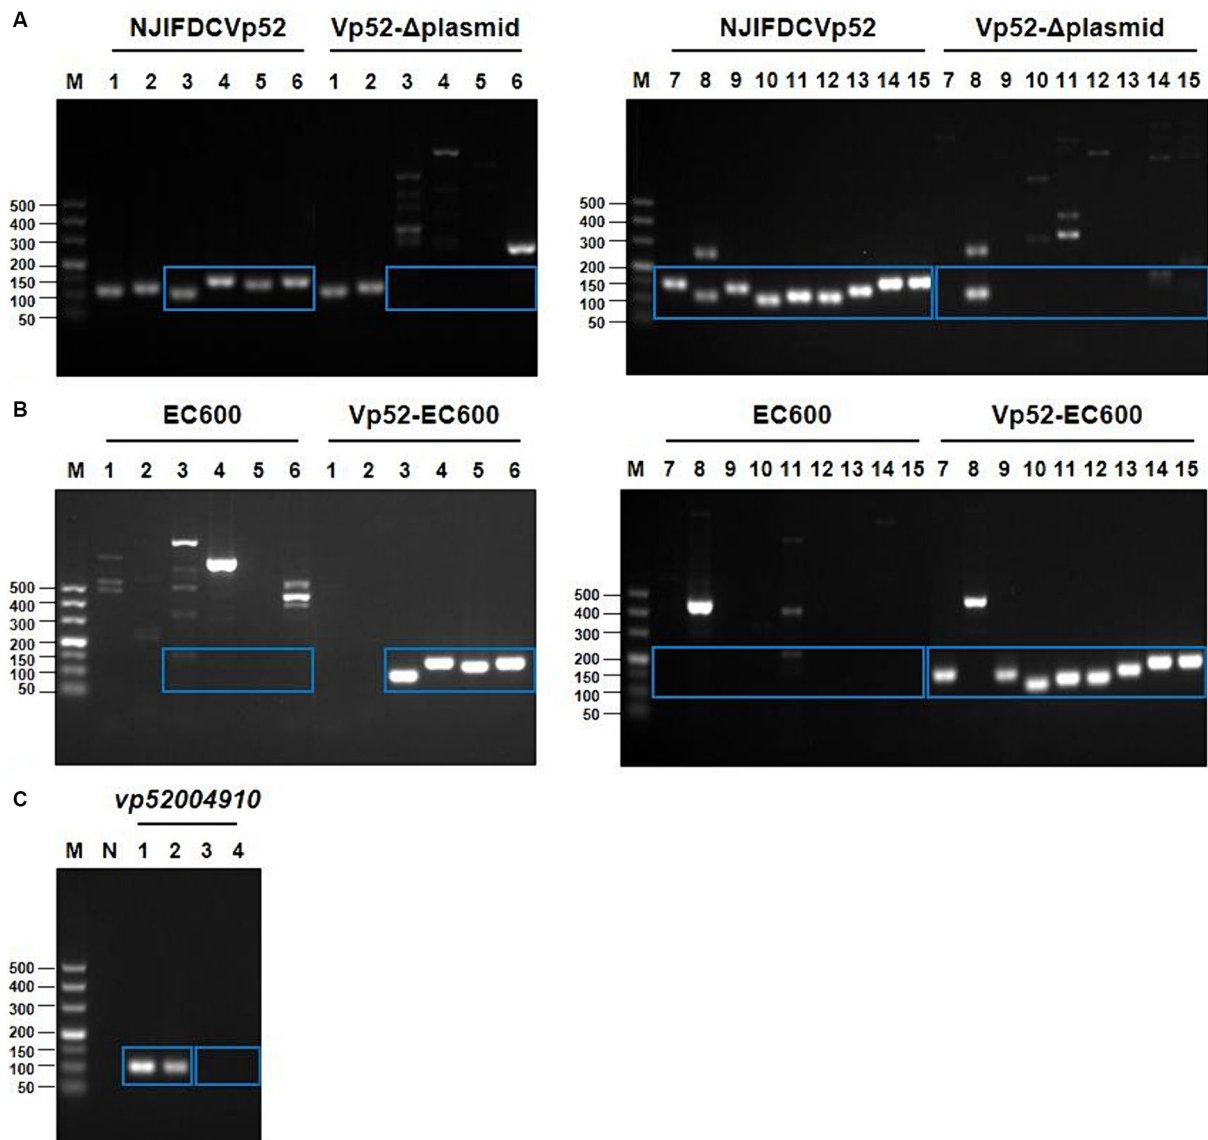 A
NJIFDCVp52 Vp52-Δplasmid
M 1 2 3 4 5 6 1 2 3 4 5 6
500
400
300
200
150
100
50
NJIFDCVp52 Vp52-Δplasmid
M 7 8 9 10 11 12 13 14 15 7 8 9 10 11 12 13 14 15
500
400
300
200
150
100
50
B
EC600 Vp52-EC600
M 1 2 3 4 5 6 1 2 3 4 5 6
500
400
300
200
150
100
50
EC600 Vp52-EC600
M 7 8 9 10 11 12 13 14 15 7 8 9 10 11 12 13 14 15
500
400
300
200
150
100
50
C
vp52004910
M N 1 2 3 4
500
400
300
200
150
100
50